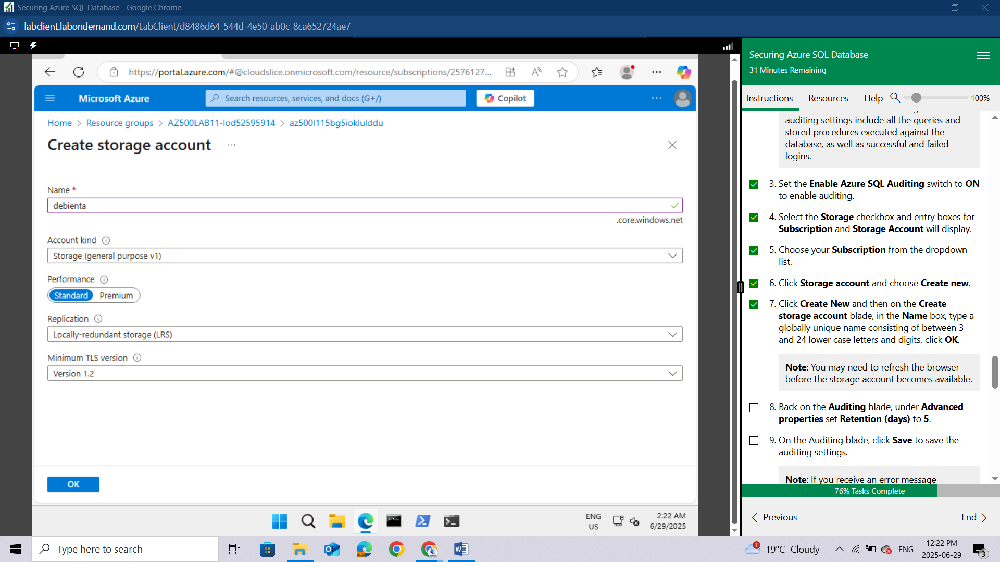 Securing Azure SQL Database - Google Chrome
labclient.labondemand.com/LabClient/d8486d64-544d-4e50-ab0c-8ca652724ae7
https://portal.azure.com/#@cloudslice.onmicrosoft.com/resource/subscriptions/2576127...
Microsoft Azure
Search resources, services, and docs (G+/)
Copilot
Home > Resource groups > AZ500LAB11-lod52595914 > az500l115bg5ioklulddu
Create storage account
Name *
debienta
.core.windows.net
Account kind
Storage (general purpose v1)
Performance
Standard Premium
Replication
Locally-redundant storage (LRS)
Minimum TLS version
Version 1.2
OK
ENG
US
2:22 AM
6/29/2025
Securing Azure SQL Database
31 Minutes Remaining
Instructions Resources Help 100%
auditing settings include all the queries and
stored procedures executed against the
database, as well as successful and failed
logins.
3. Set the Enable Azure SQL Auditing switch to ON
to enable auditing.
4. Select the Storage checkbox and entry boxes for
Subscription and Storage Account will display.
5. Choose your Subscription from the dropdown
list.
6. Click Storage account and choose Create new.
7. Click Create New and then on the Create
storage account blade, in the Name box, type a
globally unique name consisting of between 3
and 24 lower case letters and digits, click OK,
Note: You may need to refresh the browser
before the storage account becomes available.
8. Back on the Auditing blade, under Advanced
properties set Retention (days) to 5.
9. On the Auditing blade, click Save to save the
auditing settings.
Note: If you receive an error message
76% Tasks Complete
Previous
End
Type here to search
1
19°C Cloudy
ENG
12:22 PM
2025-06-29
3